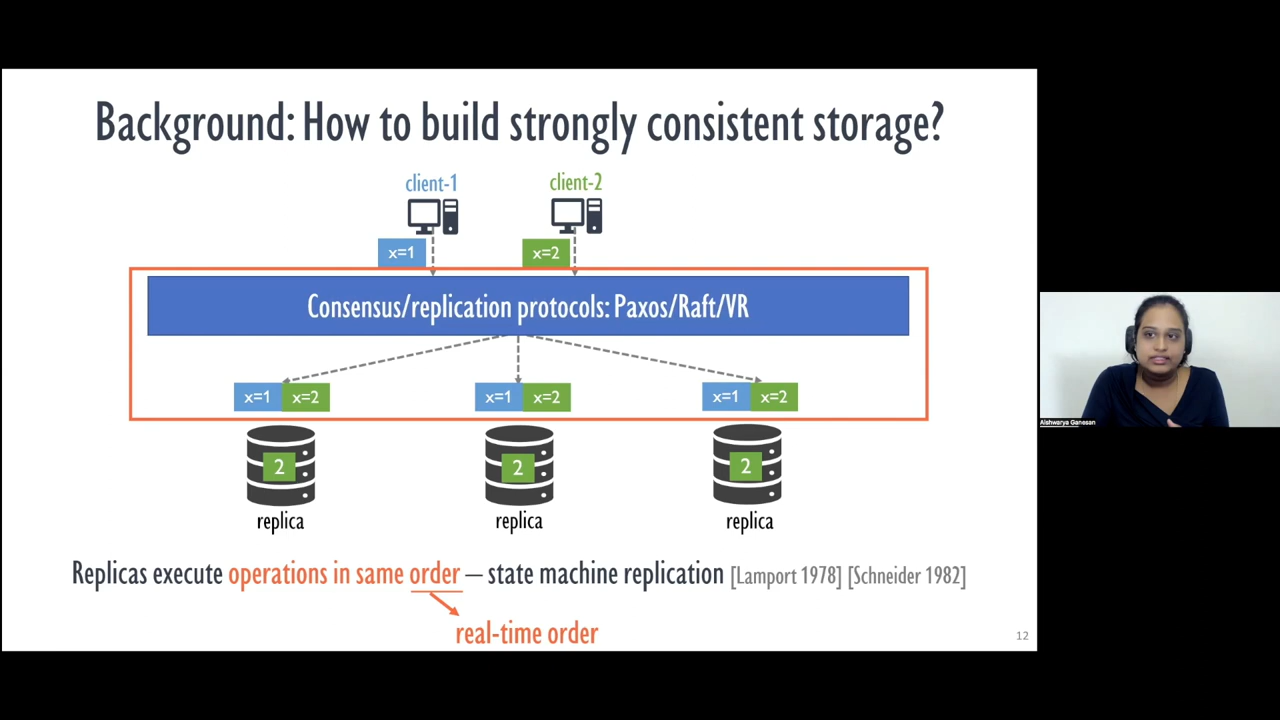 Background: How to build strongly consistent storage?
client-1
client-2
x=1
x=2
Consensus/replication protocols: Paxos/Raft/VR
x=1 x=2
x=1 x=2
x=1 x=2
2
2
2
replica
replica
replica
Replicas execute operations in same order – state machine replication [Lamport 1978] [Schneider 1982]
real-time order
12
Aishwarya Ganesan